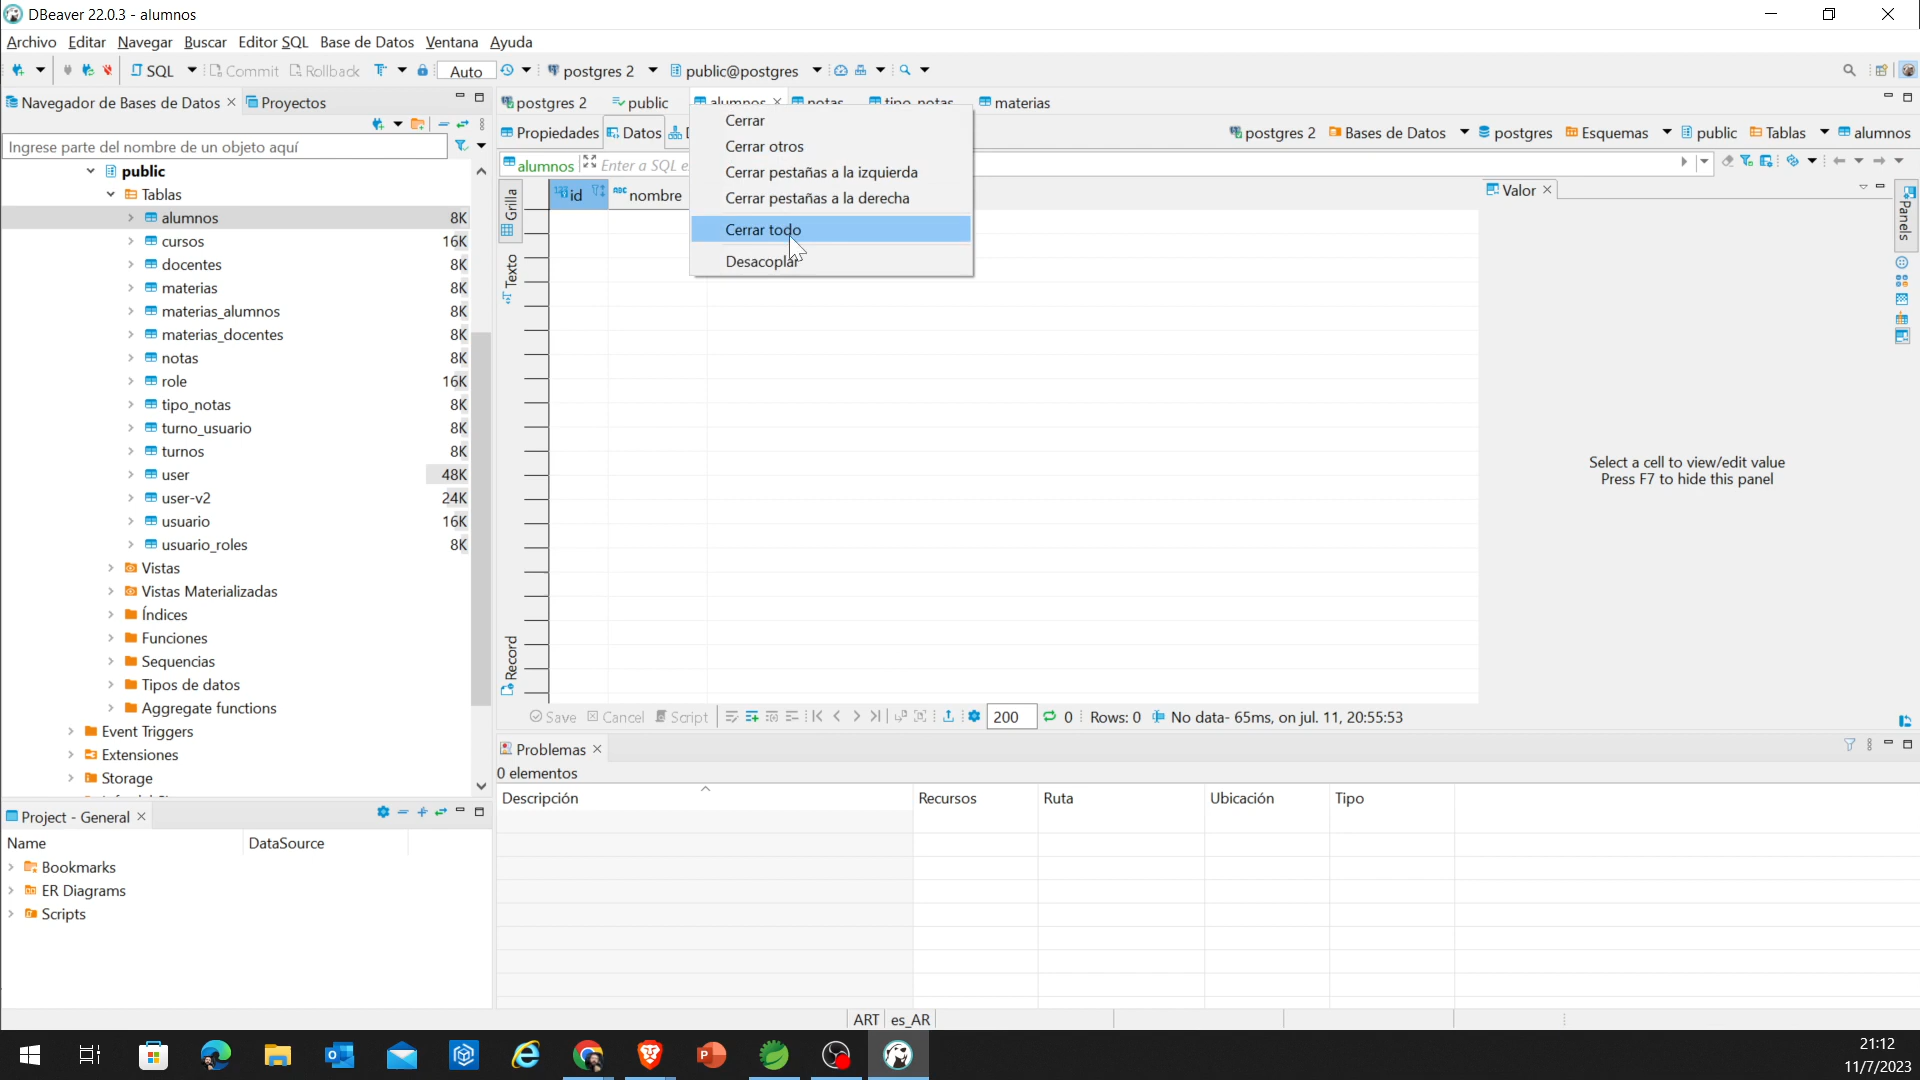 DBeaver 22.0.3 - alumnos
Archivo Editar Navegar Buscar Editor SQL Base de Datos Ventana Ayuda
SQL Commit Rollback Auto postgres 2 public@postgres
Navegador de Bases de Datos Proyectos
postgres 2 public alumnos notas tipo_notas materias
Propiedades Datos
postgres 2 Bases de Datos postgres Esquemas public Tablas alumnos
Ingrese parte del nombre de un objeto aquí
alumnos Enter a SQL e
id nombre
Cerrar
Cerrar otros
Cerrar pestañas a la izquierda
Cerrar pestañas a la derecha
Cerrar todo
Desacoplar
Valor
Panels
Grilla
Texto
Record
public
Tablas
alumnos 8K
cursos 16K
docentes 8K
materias 8K
materias_alumnos 8K
materias_docentes 8K
notas 8K
role 16K
tipo_notas 8K
turno_usuario 8K
turnos 8K
user 48K
user-v2 24K
usuario 16K
usuario_roles 8K
Vistas
Vistas Materializadas
Índices
Funciones
Sequencias
Tipos de datos
Aggregate functions
Event Triggers
Extensiones
Storage
Select a cell to view/edit value
Press F7 to hide this panel
Save Cancel Script 200 0 Rows: 0 No data- 65ms, on jul. 11, 20:55:53
Problemas
0 elementos
Descripción Recursos Ruta Ubicación Tipo
Project - General
Name DataSource
Bookmarks
ER Diagrams
Scripts
ART es_AR
21:12
11/7/2023